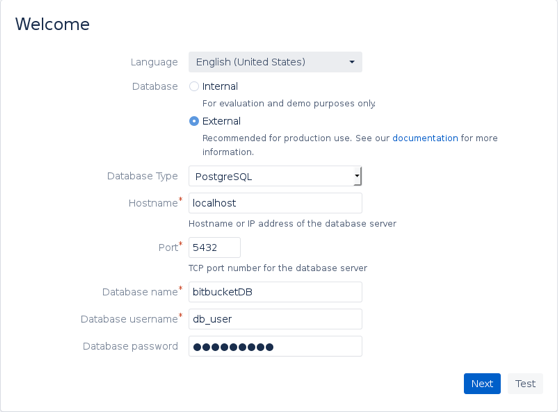 Welcome
Language English (United States)
Database Internal
For evaluation and demo purposes only.
External
Recommended for production use. See our documentation for more
information.
Database Type PostgreSQL
Hostname* localhost
Hostname or IP address of the database server
Port* 5432
TCP port number for the database server
Database name* bitbucketDB
Database username* db_user
Database password ●●●●●●●●●
Next Test